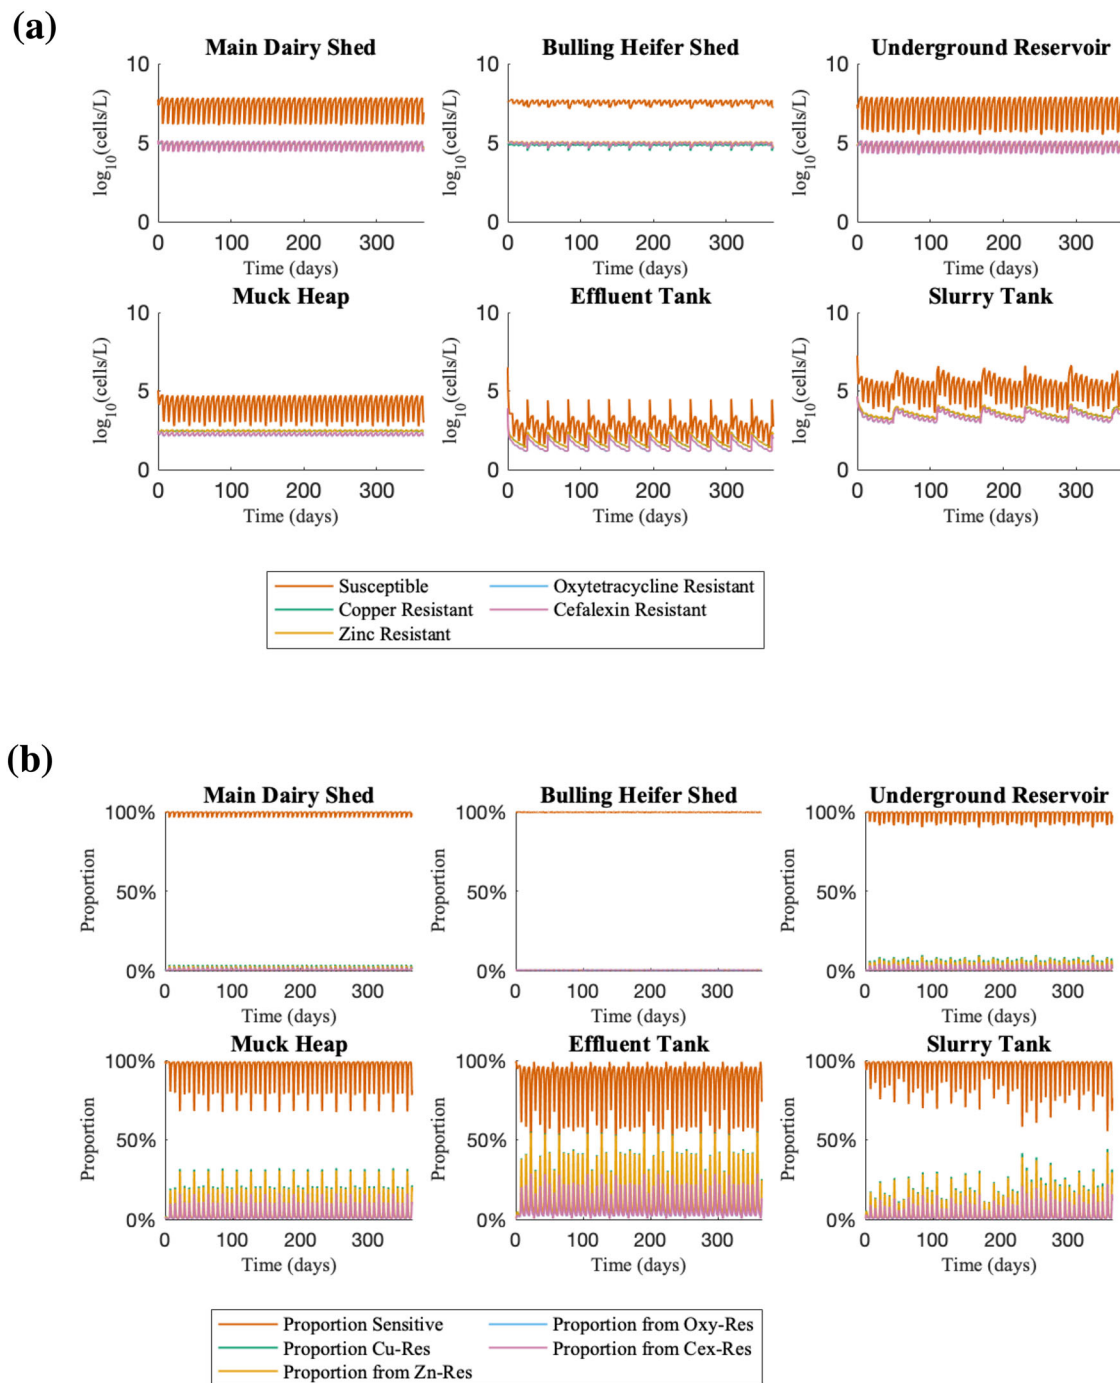 (a)
Main Dairy Shed
Bulling Heifer Shed
Underground Reservoir
10
5
0
log10(cells/L)
0 100 200 300
Time (days)
10
5
0
log10(cells/L)
0 100 200 300
Time (days)
10
5
0
log10(cells/L)
0 100 200 300
Time (days)
Muck Heap
Effluent Tank
Slurry Tank
10
5
0
log10(cells/L)
0 100 200 300
Time (days)
10
5
0
log10(cells/L)
0 100 200 300
Time (days)
10
5
0
log10(cells/L)
0 100 200 300
Time (days)
Susceptible
Oxytetracycline Resistant
Copper Resistant
Cefalexin Resistant
Zinc Resistant
(b)
Main Dairy Shed
Bulling Heifer Shed
Underground Reservoir
100%
50%
0%
Proportion
0 100 200 300
Time (days)
100%
50%
0%
Proportion
0 100 200 300
Time (days)
100%
50%
0%
Proportion
0 100 200 300
Time (days)
Muck Heap
Effluent Tank
Slurry Tank
100%
50%
0%
Proportion
0 100 200 300
Time (days)
100%
50%
0%
Proportion
0 100 200 300
Time (days)
100%
50%
0%
Proportion
0 100 200 300
Time (days)
Proportion Sensitive
Proportion from Oxy-Res
Proportion Cu-Res
Proportion from Cex-Res
Proportion from Zn-Res